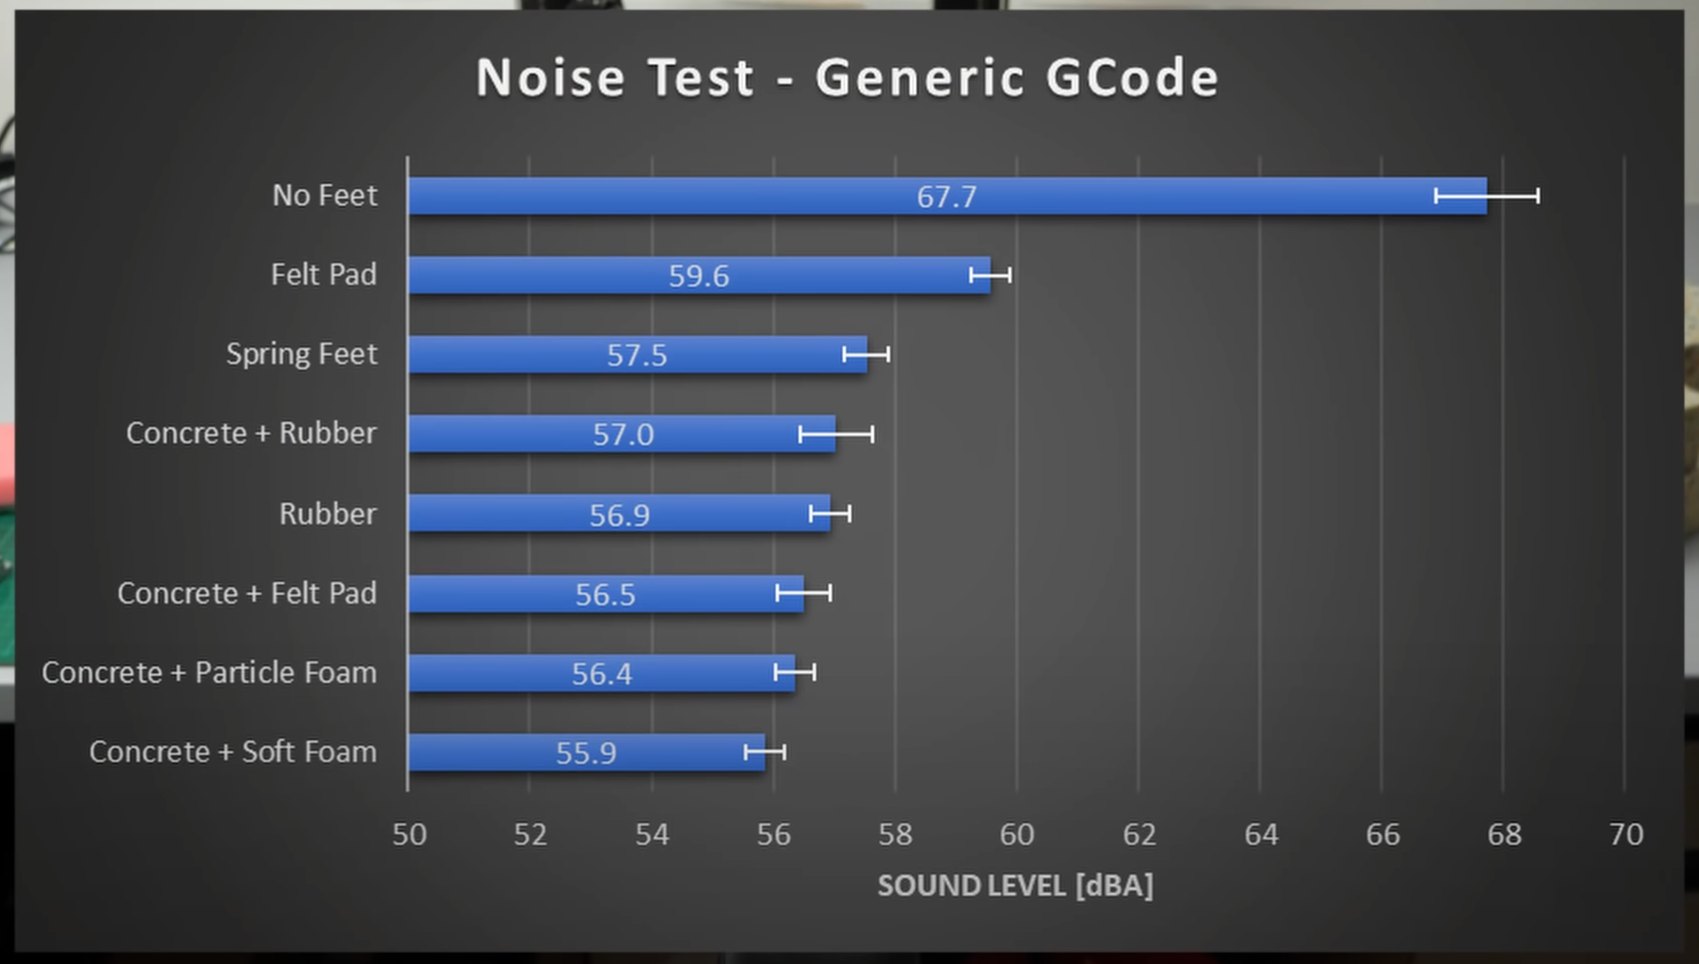 Noise Test - Generic GCode
No Feet 67.7
Felt Pad 59.6
Spring Feet 57.5
Concrete + Rubber 57.0
Rubber 56.9
Concrete + Felt Pad 56.5
Concrete + Particle Foam 56.4
Concrete + Soft Foam 55.9
50 52 54 56 58 60 62 64 66 68 70
SOUND LEVEL [dBA]